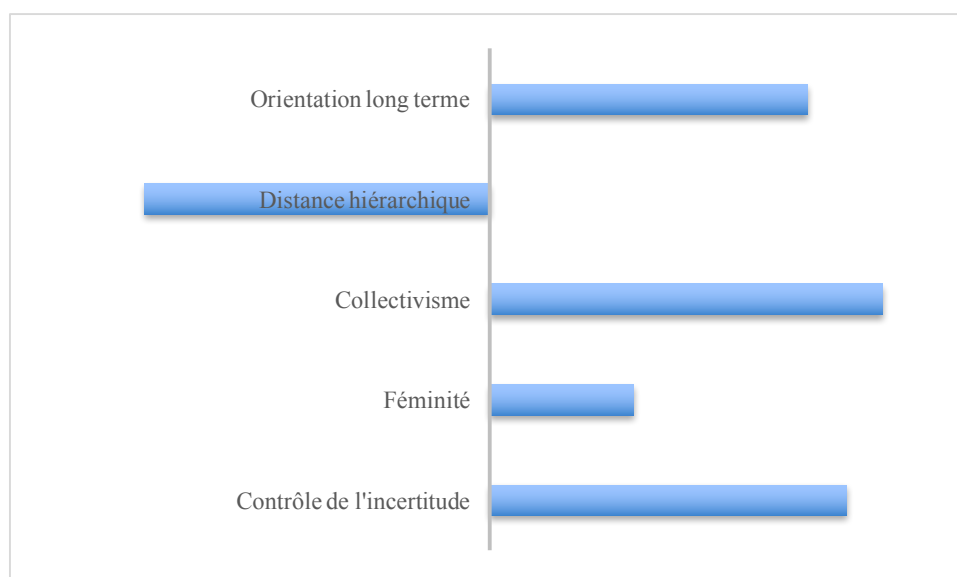 Orientation long terme
Distance hiérarchique
Collectivisme
Féminité
Contrôle de l'incertitude